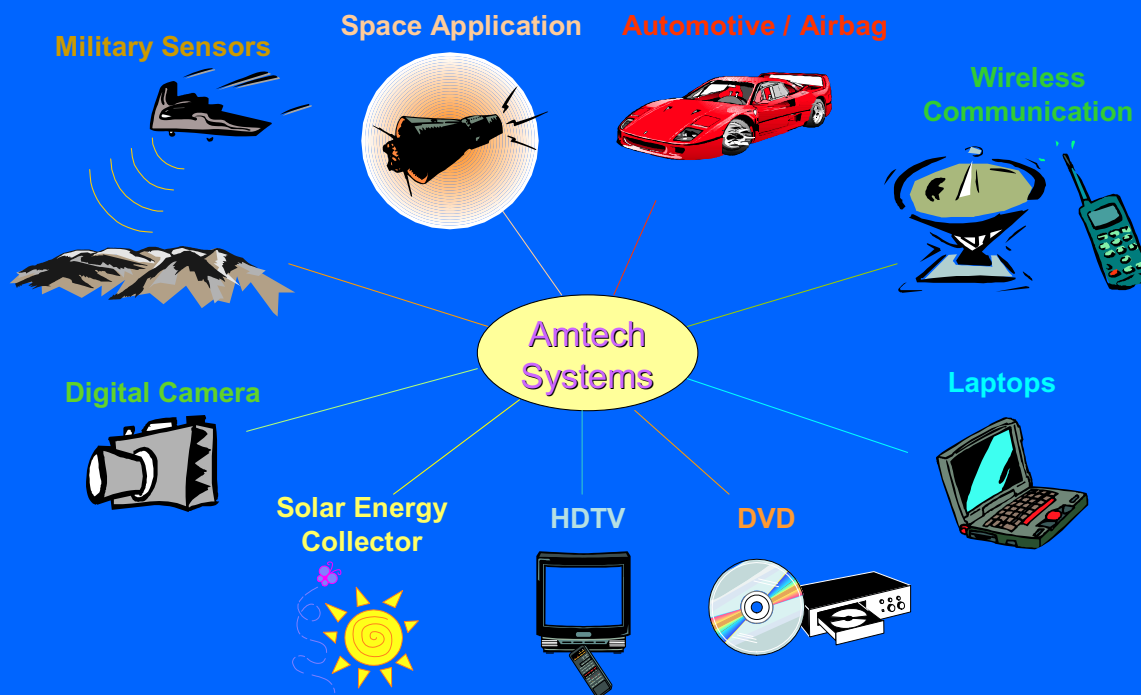 Space Application
Automotive / Airbag
Military Sensors
Wireless
Communication
Amtech
Systems
Digital Camera
Laptops
Solar Energy
Collector
HDTV
DVD